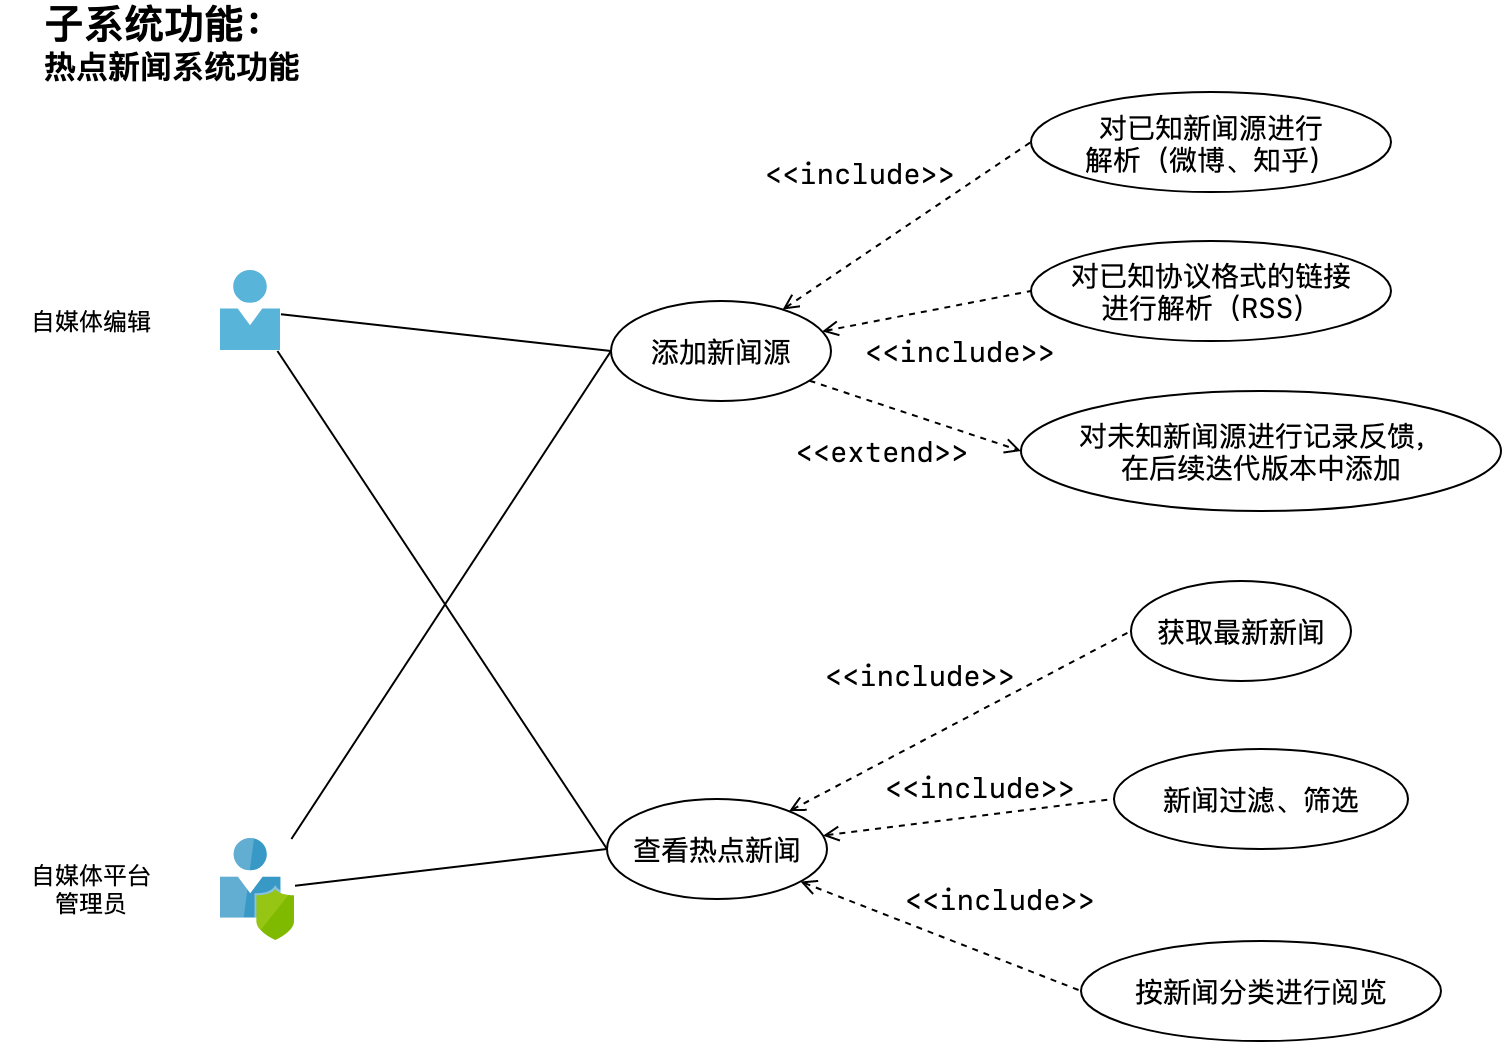 子系统功能：
热点新闻系统功能
对已知新闻源进行
解析（微博、知乎）
<<include>>
对已知协议格式的链接
进行解析（RSS）
自媒体编辑
添加新闻源
<<include>>
对未知新闻源进行记录反馈，
在后续迭代版本中添加
<<extend>>
获取最新新闻
<<include>>
<<include>>
新闻过滤、筛选
查看热点新闻
自媒体平台
管理员
<<include>>
按新闻分类进行阅览